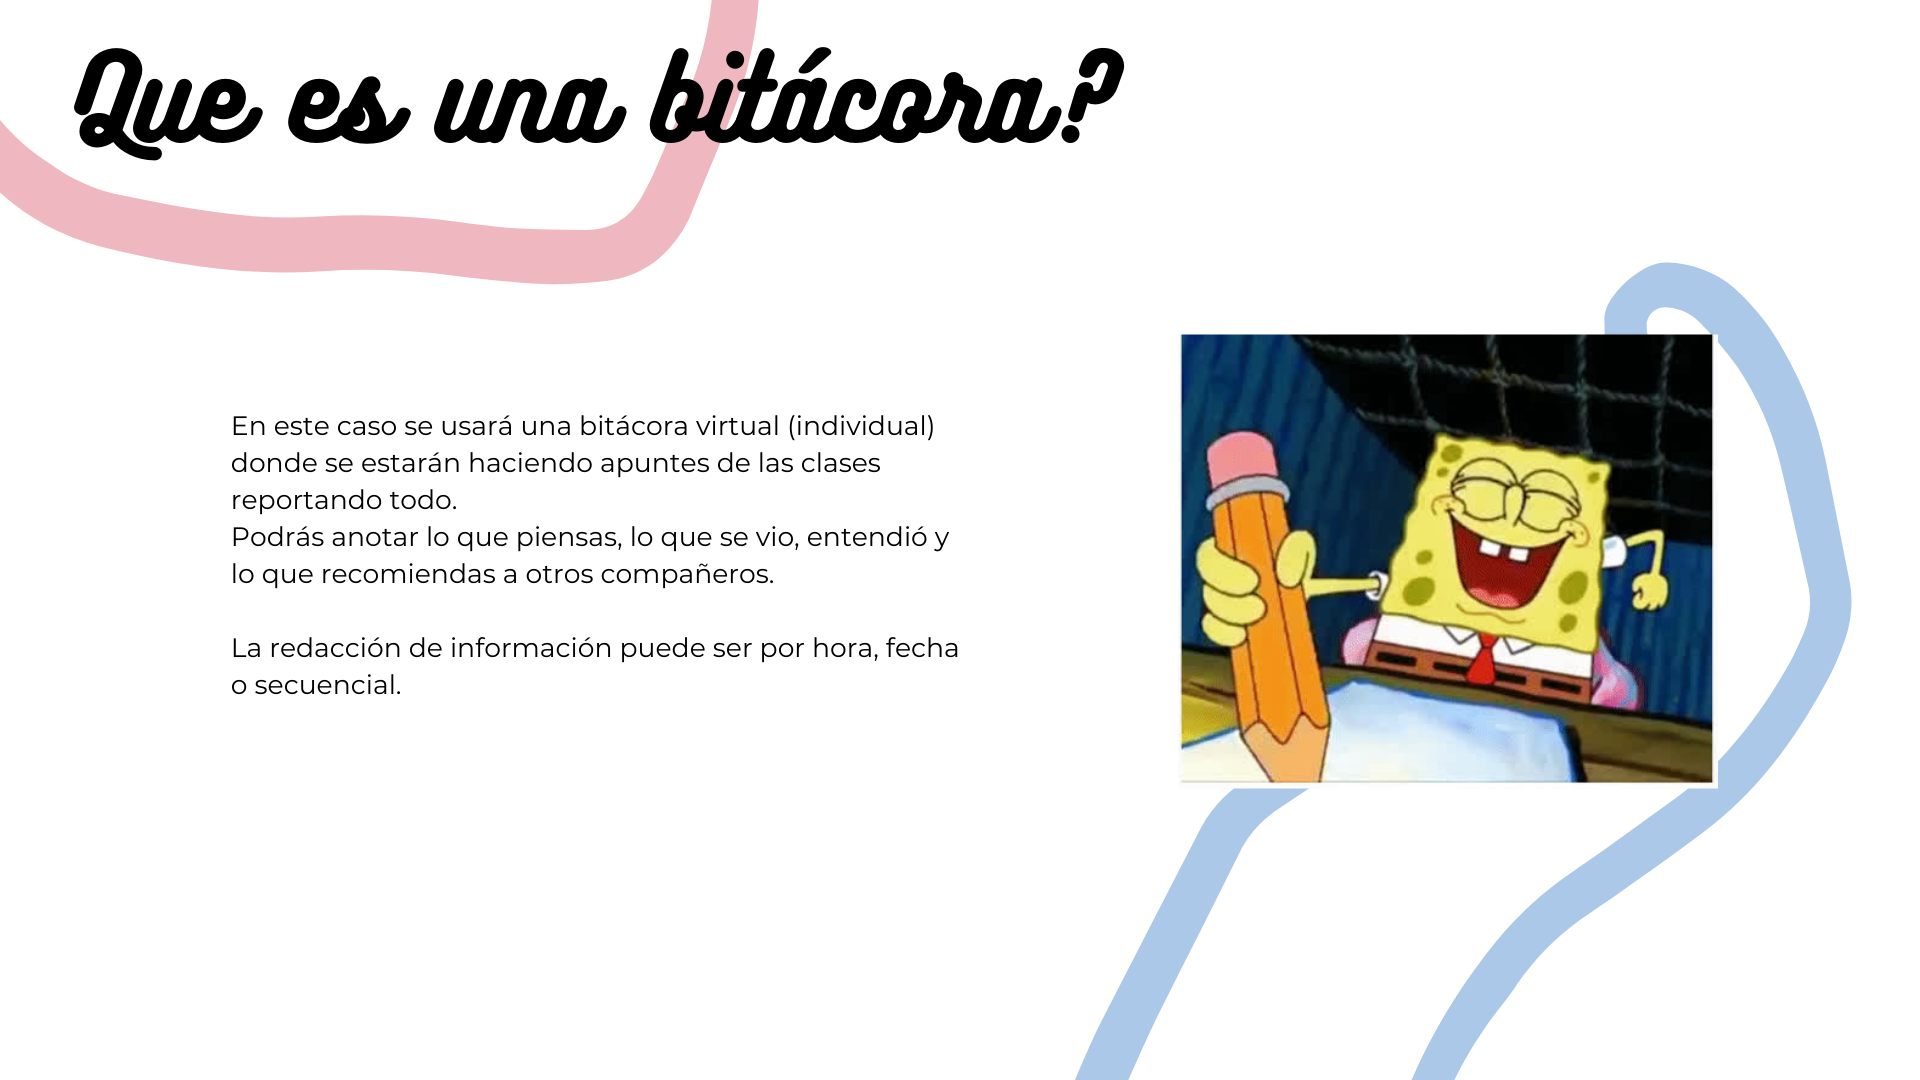 Que es una bitácora?
En este caso se usará una bitácora virtual (individual)
donde se estarán haciendo apuntes de las clases
reportando todo.
Podrás anotar lo que piensas, lo que se vio, entendió y
lo que recomiendas a otros compañeros.
La redacción de información puede ser por hora, fecha
o secuencial.